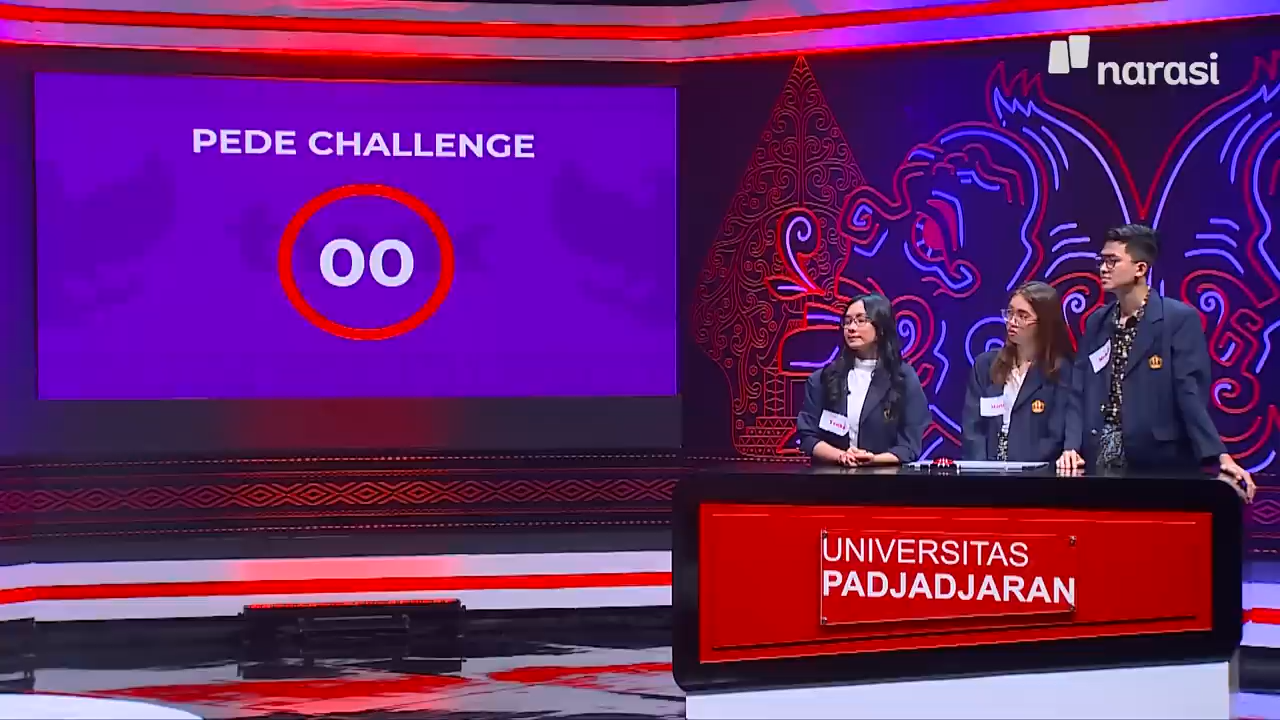 narasi
PEDE CHALLENGE
00
UNIVERSITAS
PADJADJARAN